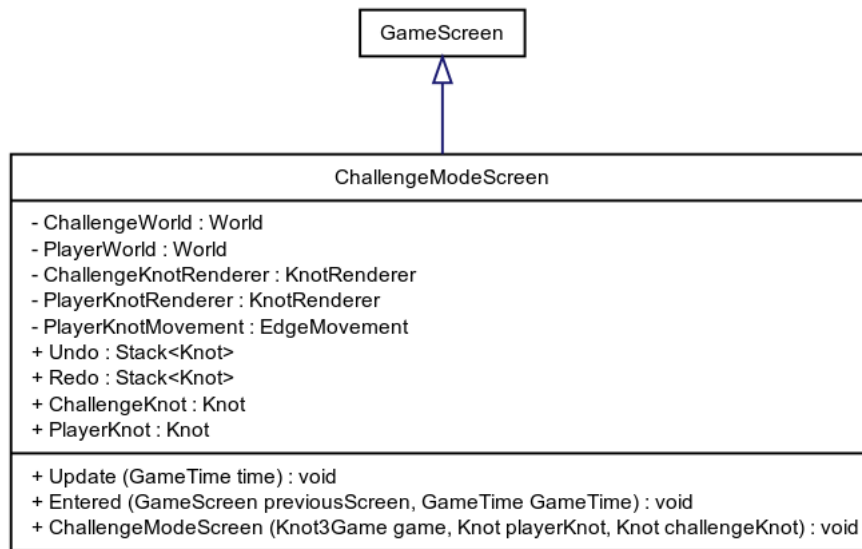 GameScreen
ChallengeModeScreen
- ChallengeWorld : World
- PlayerWorld : World
- ChallengeKnotRenderer : KnotRenderer
- PlayerKnotRenderer : KnotRenderer
- PlayerKnotMovement : EdgeMovement
+ Undo : Stack<Knot>
+ Redo : Stack<Knot>
+ ChallengeKnot : Knot
+ PlayerKnot : Knot
+ Update (GameTime time) : void
+ Entered (GameScreen previousScreen, GameTime GameTime) : void
+ ChallengeModeScreen (Knot3Game game, Knot playerKnot, Knot challengeKnot) : void